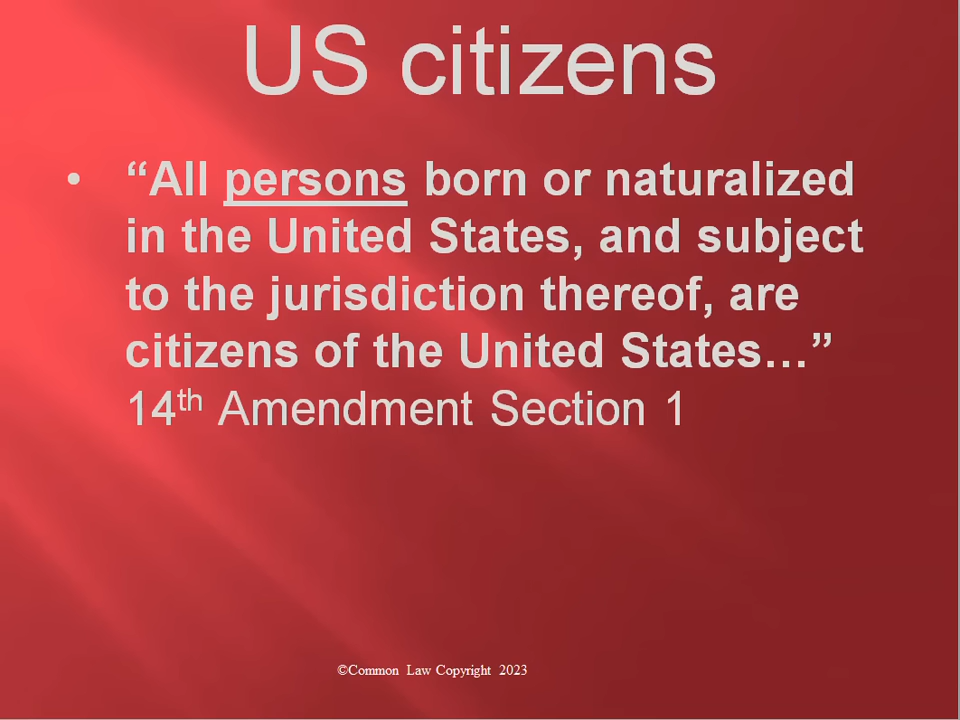 US citizens
• “All persons born or naturalized
in the United States, and subject
to the jurisdiction thereof, are
citizens of the United States…”
14th Amendment Section 1
©Common Law Copyright 2023